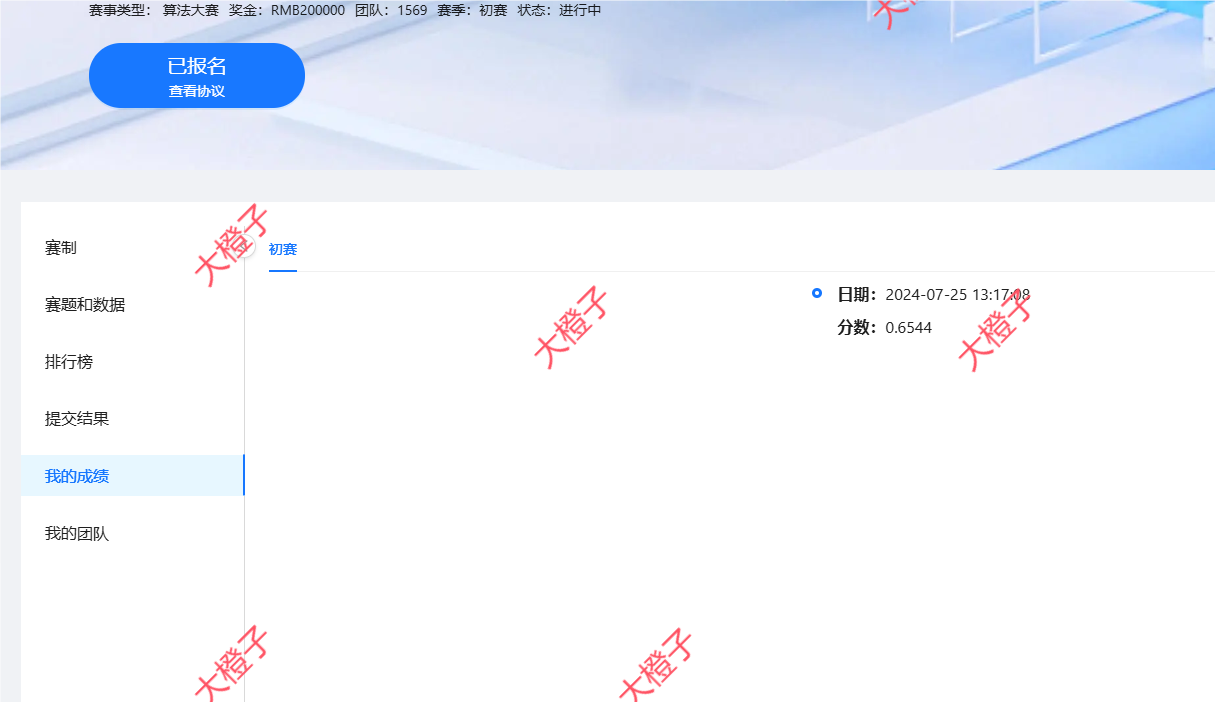 赛事类型： 算法大赛 奖金：RMB200000 团队：1569 赛季：初赛 状态：进行中
已报名
查看协议
赛制
初赛
日期：2024-07-25 13:17:08
分数：0.6544
赛题和数据
排行榜
提交结果
我的成绩
我的团队
大橙子
大橙子
大橙子
大橙子
大橙子